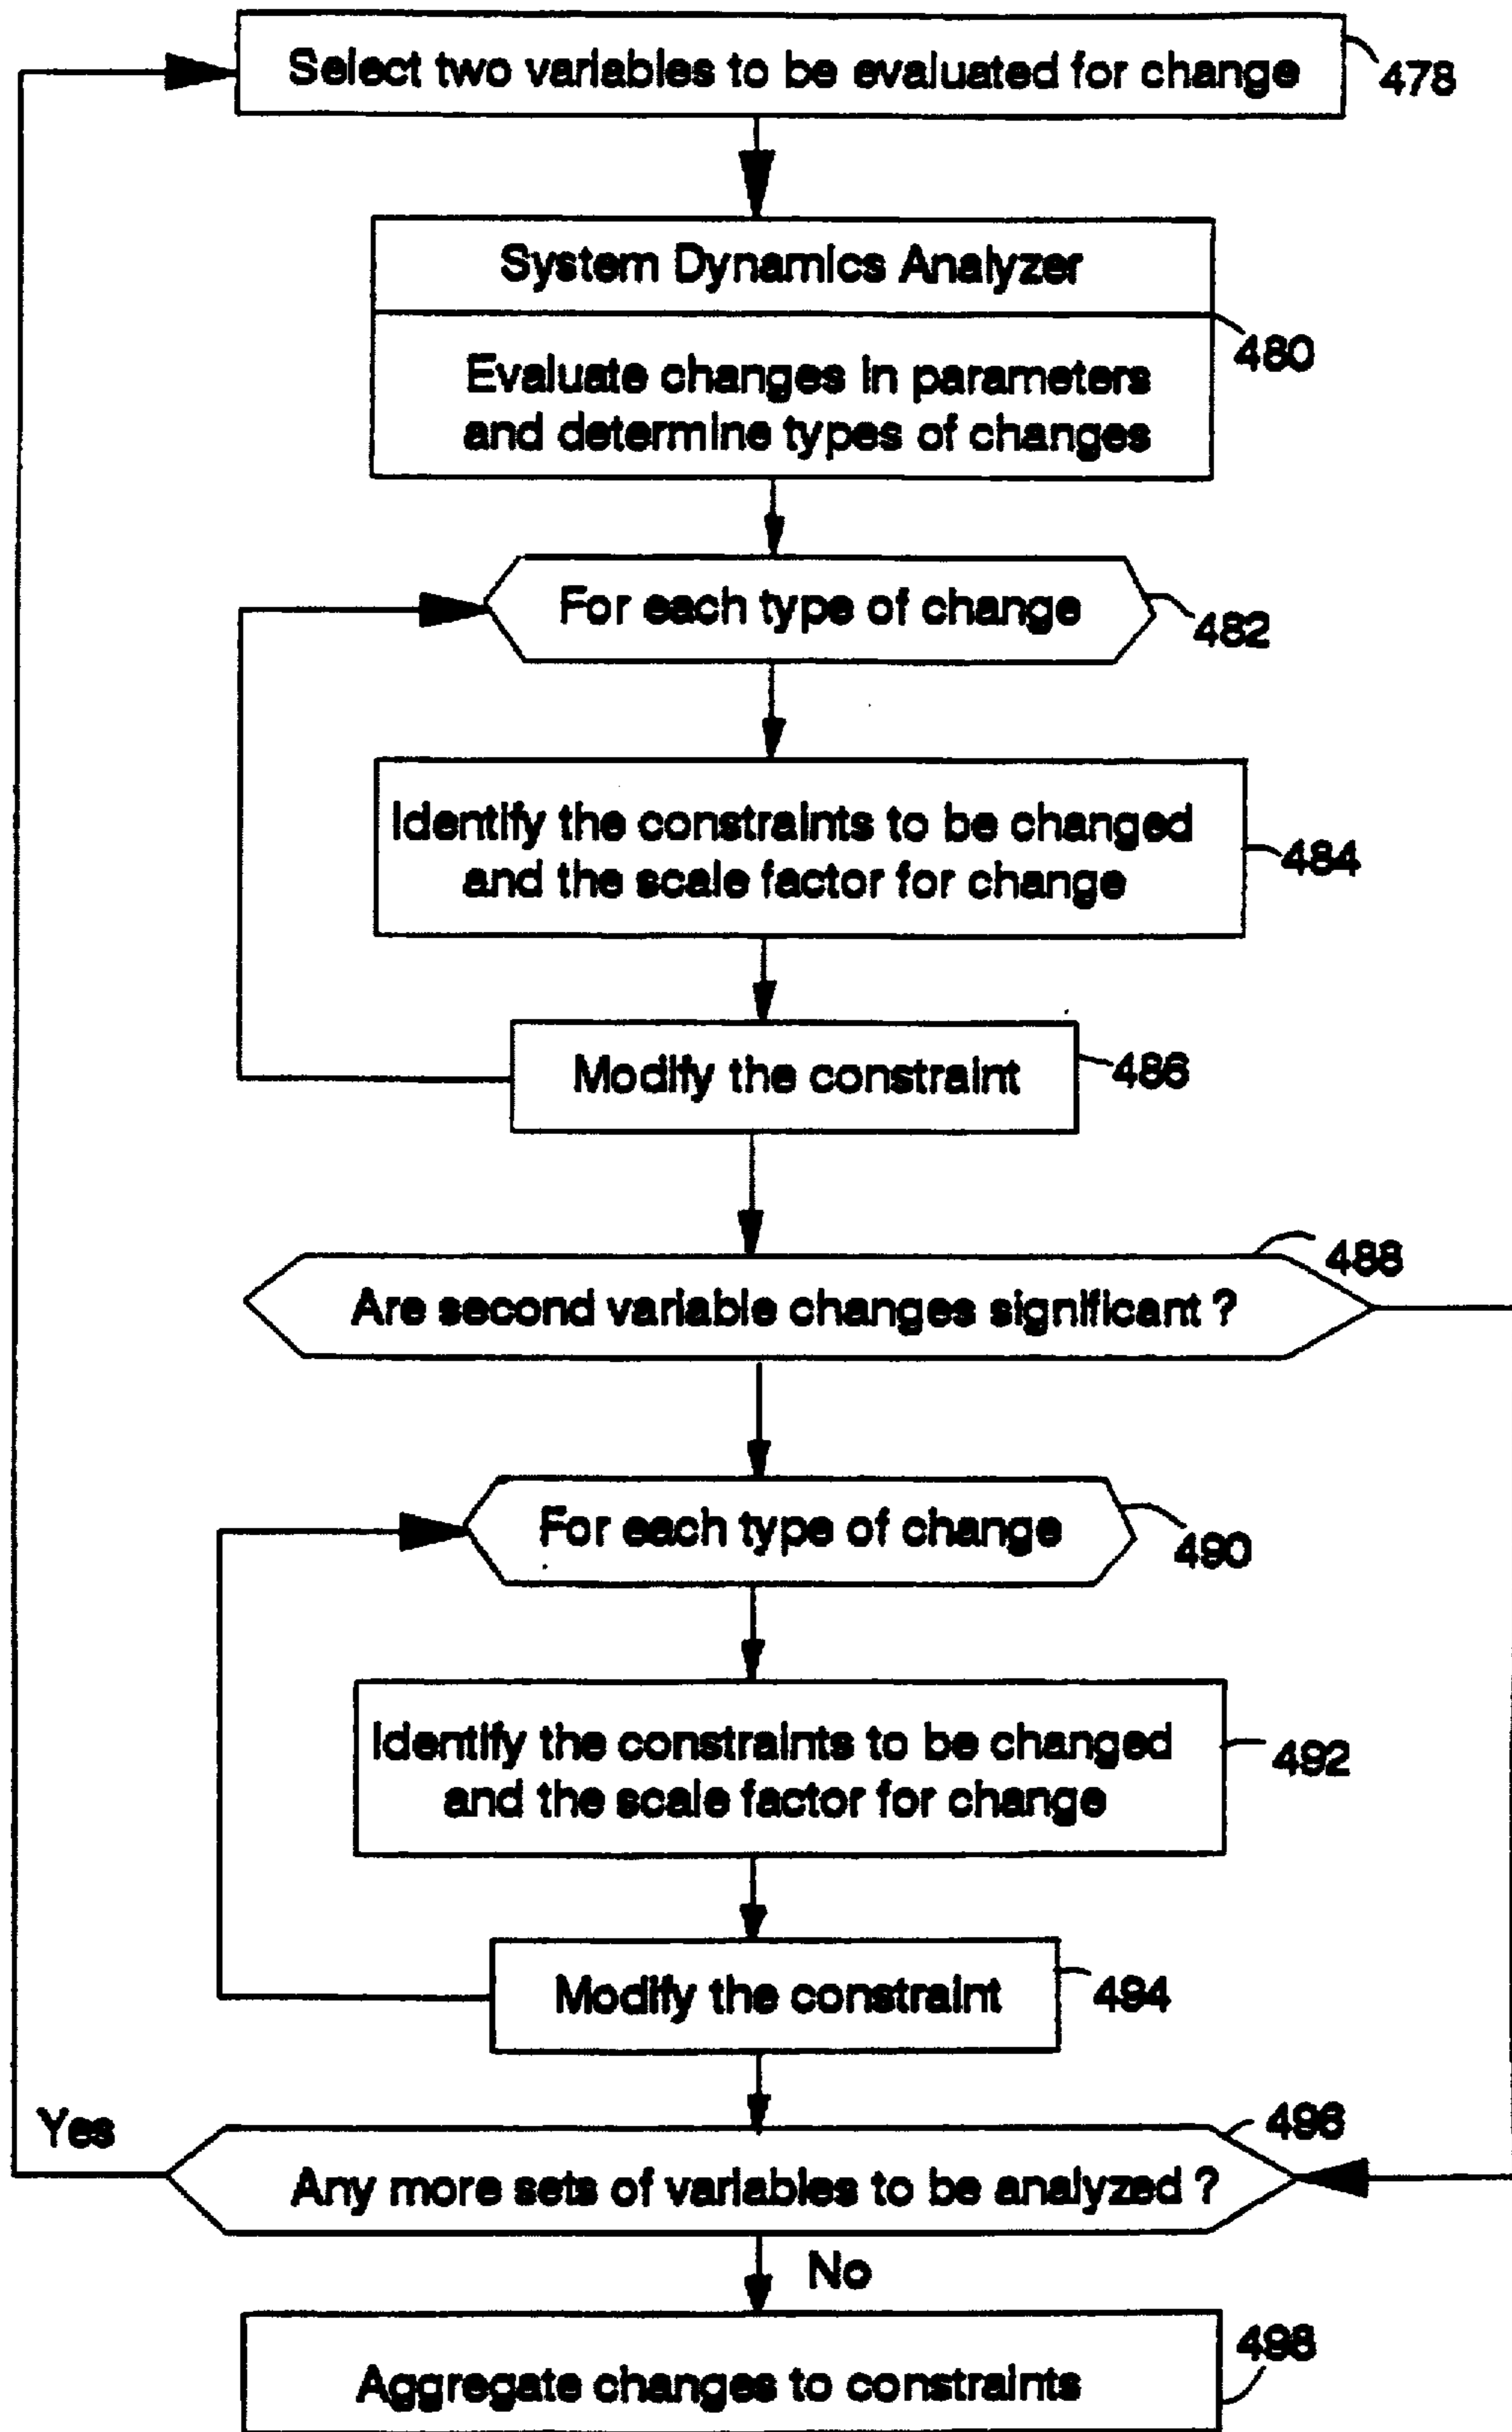 Select two variables to be evaluated for change
478
System Dynamics Analyzer
480
Evaluate changes in parameters
and determine types of changes
For each type of change
482
Identify the constraints to be changed
and the scale factor for change
484
Modify the constraint
486
488
Are second variable changes significant ?
For each type of change
490
Identify the constraints to be changed
and the scale factor for change
492
Modify the constraint
494
Yes
496
Any more sets of variables to be analyzed ?
No
498
Aggregate changes to constraints